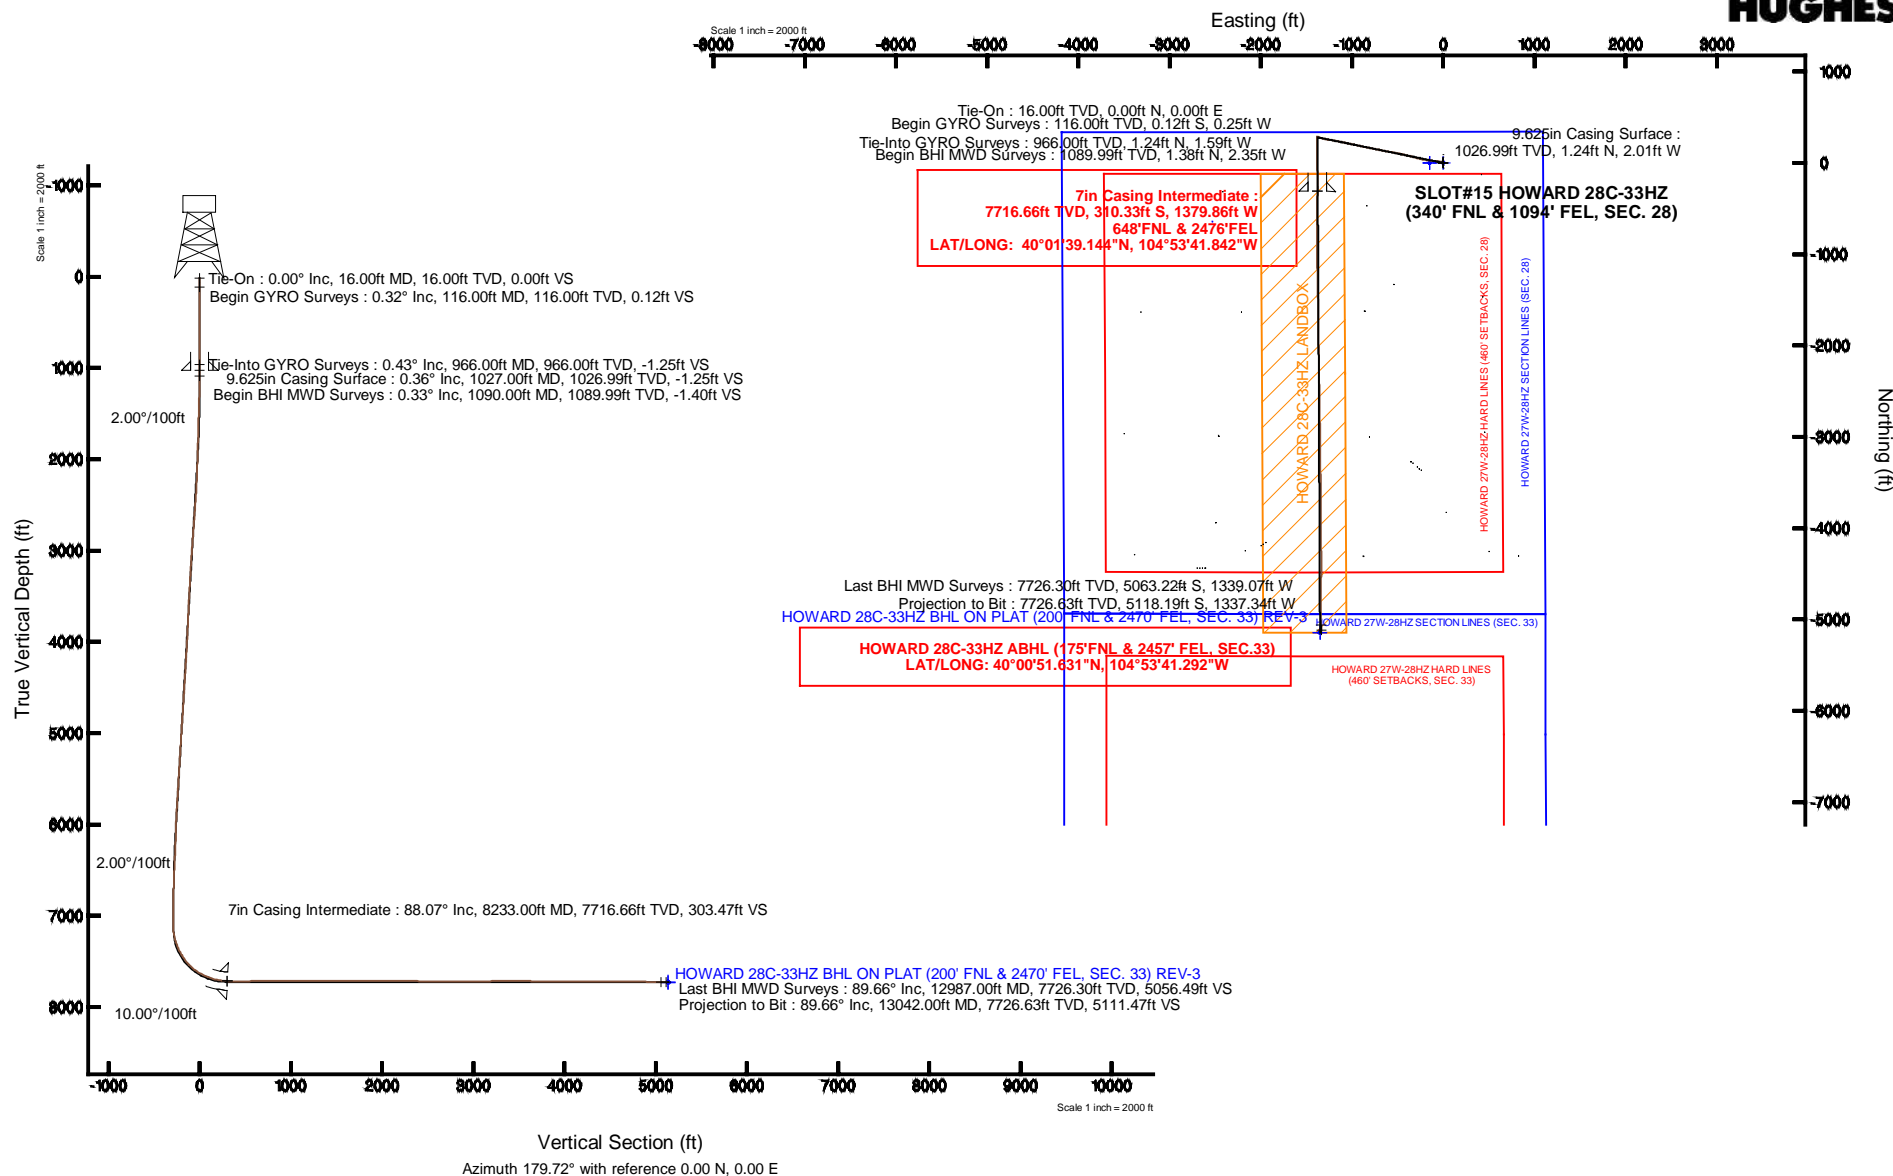 HUGHES
Easting (ft)
Scale 1 inch = 2000 ft
-8000 -7000 -6000 -5000 -4000 -3000 -2000 -1000 0 1000 2000 3000
Tie-On : 16.00ft TVD, 0.00ft N, 0.00ft E
Begin GYRO Surveys : 116.00ft TVD, 0.12ft S, 0.25ft W
Tie-Into GYRO Surveys : 966.00ft TVD, 1.24ft N, 1.59ft W
Begin BHI MWD Surveys : 1089.99ft TVD, 1.38ft N, 2.35ft W
9.625in Casing Surface :
1026.99ft TVD, 1.24ft N, 2.01ft W
7in Casing Intermediate :
7716.66ft TVD, 310.33ft S, 1379.86ft W
648'FNL & 2476'FEL
LAT/LONG: 40°01'39.144"N, 104°53'41.842"W
SLOT#15 HOWARD 28C-33HZ
(340' FNL & 1094' FEL, SEC. 28)
HOWARD 28C-33HZ LANDBOX
HOWARD 27W-28HZ HARD LINES (460' SETBACKS, SEC. 28)
HOWARD 27W-28HZ SECTION LINES (SEC. 28)
1000
0
-1000
-2000
-3000
-4000
-5000
-6000
-7000
Northing (ft)
Last BHI MWD Surveys : 7726.30ft TVD, 5063.22ft S, 1339.07ft W
Projection to Bit : 7726.63ft TVD, 5118.19ft S, 1337.34ft W
HOWARD 28C-33HZ BHL ON PLAT (200' FNL & 2470' FEL, SEC. 33) REV-3
HOWARD 27W-28HZ SECTION LINES (SEC. 33)
HOWARD 28C-33HZ ABHL (175'FNL & 2457' FEL, SEC.33)
LAT/LONG: 40°00'51.631"N, 104°53'41.292"W
HOWARD 27W-28HZ HARD LINES
(460' SETBACKS, SEC. 33)
Scale 1 inch = 2000 ft
True Vertical Depth (ft)
-1000
0
1000
2000
3000
4000
5000
6000
7000
8000
Tie-On : 0.00° Inc, 16.00ft MD, 16.00ft TVD, 0.00ft VS
Begin GYRO Surveys : 0.32° Inc, 116.00ft MD, 116.00ft TVD, 0.12ft VS
Tie-Into GYRO Surveys : 0.43° Inc, 966.00ft MD, 966.00ft TVD, -1.25ft VS
9.625in Casing Surface : 0.36° Inc, 1027.00ft MD, 1026.99ft TVD, -1.25ft VS
Begin BHI MWD Surveys : 0.33° Inc, 1090.00ft MD, 1089.99ft TVD, -1.40ft VS
2.00°/100ft
2.00°/100ft
7in Casing Intermediate : 88.07° Inc, 8233.00ft MD, 7716.66ft TVD, 303.47ft VS
HOWARD 28C-33HZ BHL ON PLAT (200' FNL & 2470' FEL, SEC. 33) REV-3
Last BHI MWD Surveys : 89.66° Inc, 12987.00ft MD, 7726.30ft TVD, 5056.49ft VS
Projection to Bit : 89.66° Inc, 13042.00ft MD, 7726.63ft TVD, 5111.47ft VS
10.00°/100ft
-1000 0 1000 2000 3000 4000 5000 6000 7000 8000 9000 10000
Scale 1 inch = 2000 ft
Vertical Section (ft)
Azimuth 179.72° with reference 0.00 N, 0.00 E